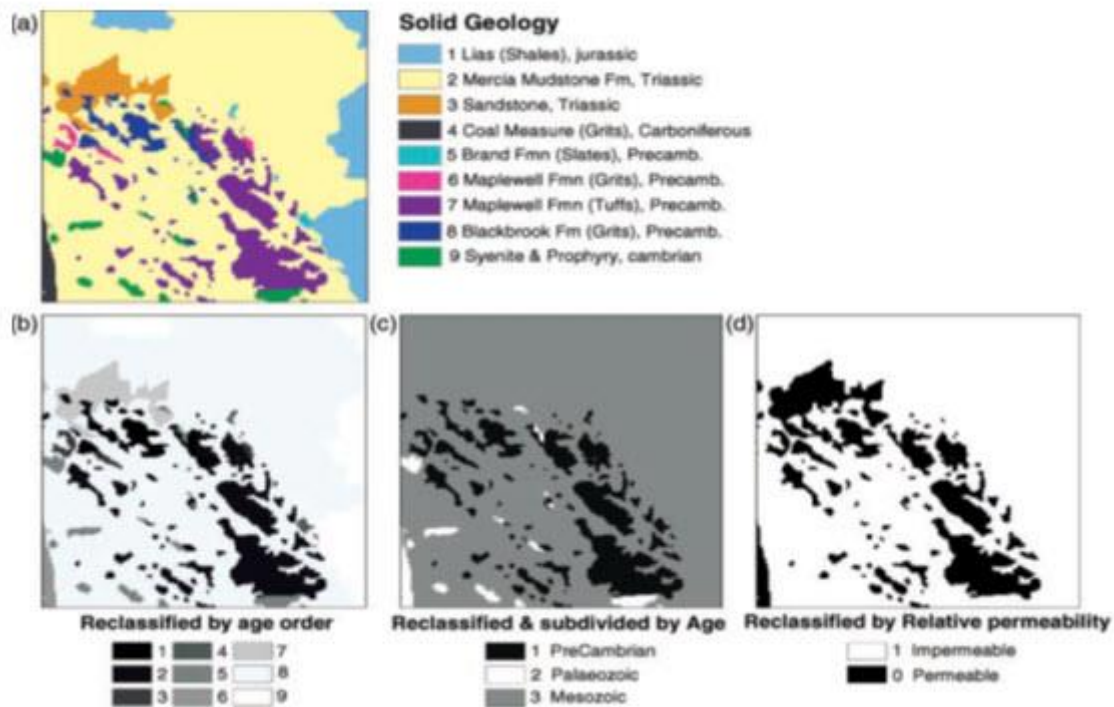 (a)
Solid Geology
1 Lias (Shales), jurassic
2 Mercia Mudstone Fm, Triassic
3 Sandstone, Triassic
4 Coal Measure (Grits), Carboniferous
5 Brand Fmn (Slates), Precamb.
6 Maplewell Fmn (Grits), Precamb.
7 Maplewell Fmn (Tuffs), Precamb.
8 Blackbrook Fm (Grits), Precamb.
9 Syenite & Prophyry, cambrian
(b) (c) (d)
Reclassified by age order
1 4 7
2 5 8
3 6 9
Reclassified & subdivided by Age
1 PreCambrian
2 Palaeozoic
3 Mesozoic
Reclassified by Relative permeability
1 Impermeable
0 Permeable